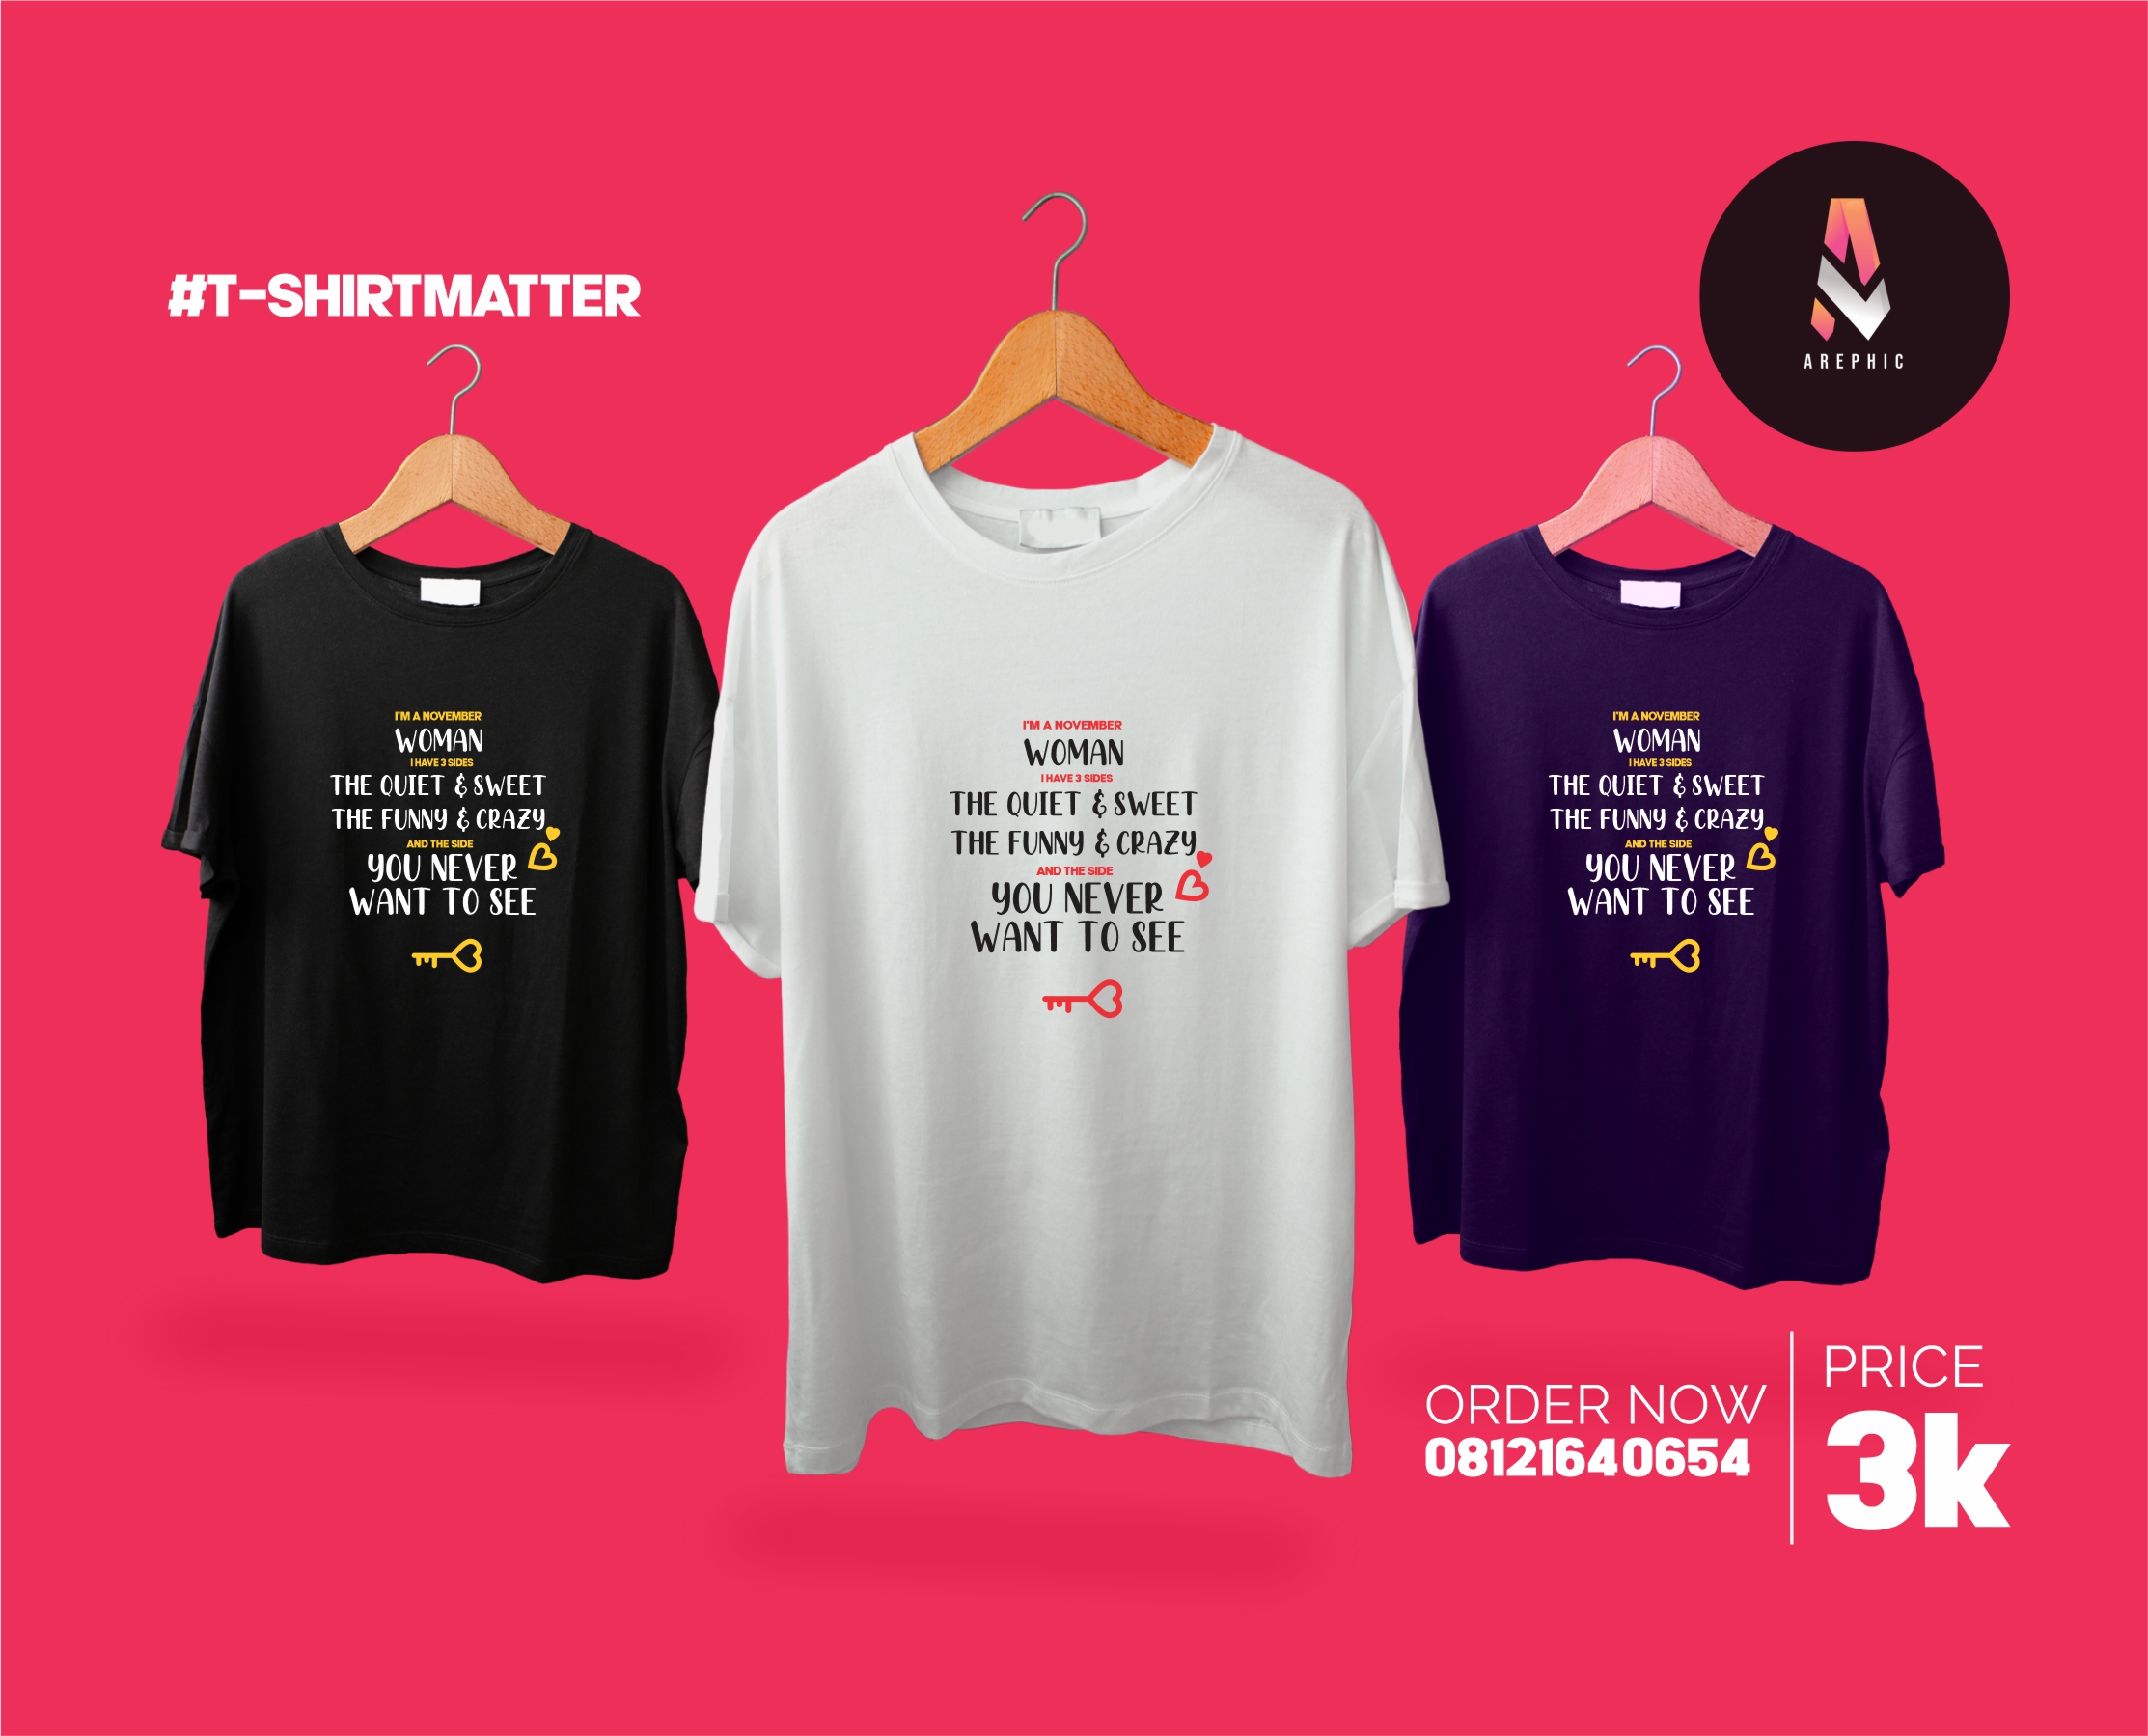 #T-SHIRTMATTER
AREPHIC
I'M A NOVEMBER
WOMAN
I HAVE 3 SIDES
THE QUIET & SWEET
THE FUNNY & CRAZY
AND THE SIDE
YOU NEVER
WANT TO SEE
I'M A NOVEMBER
WOMAN
I HAVE 3 SIDES
THE QUIET & SWEET
THE FUNNY & CRAZY
AND THE SIDE
YOU NEVER
WANT TO SEE
I'M A NOVEMBER
WOMAN
I HAVE 3 SIDES
THE QUIET & SWEET
THE FUNNY & CRAZY
AND THE SIDE
YOU NEVER
WANT TO SEE
ORDER NOW
08121640654
PRICE
3k